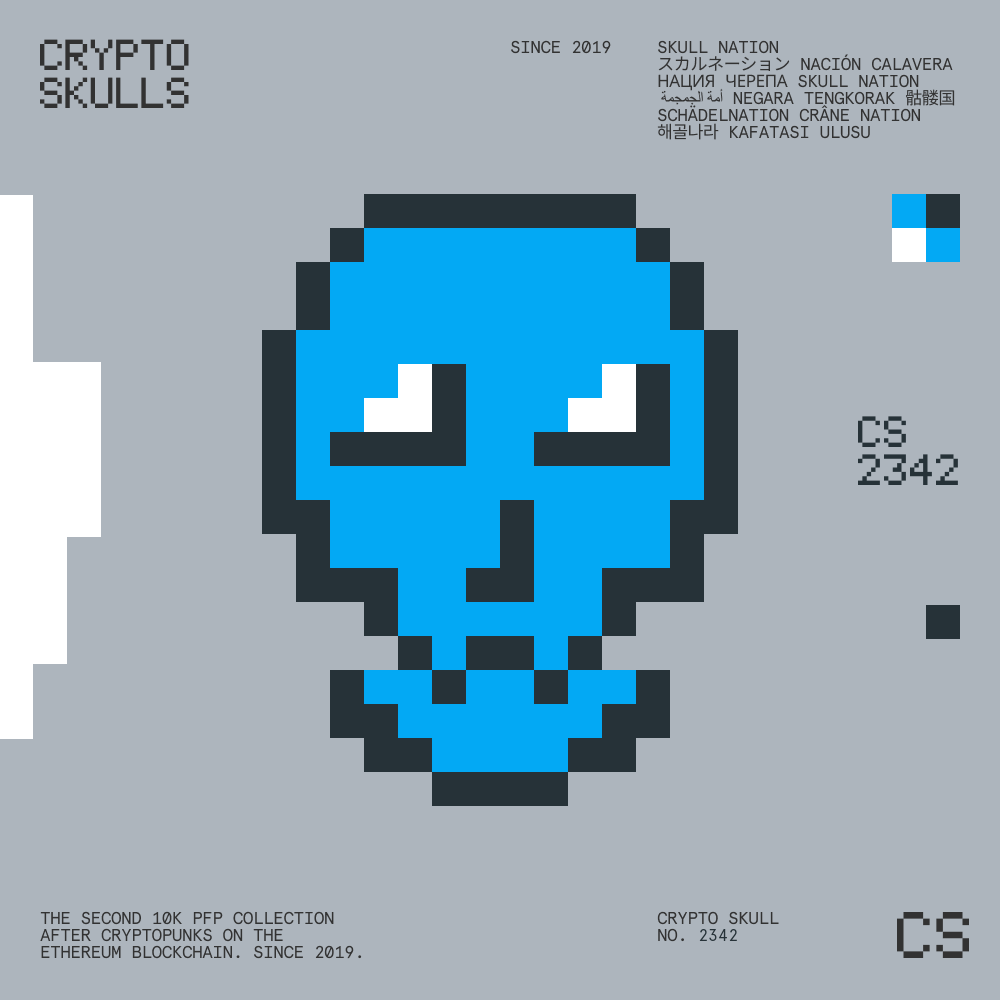 CRYPTO
SKULLS
SINCE 2019
SKULL NATION
スカルネーション NACIÓN CALAVERA
НАЦИЯ ЧЕРЕПА SKULL NATION
أمة الجمجمة NEGARA TENGKORAK 骷髅国
SCHÄDELNATION CRÂNE NATION
해골나라 KAFATASI ULUSU
CS
2342
THE SECOND 10K PFP COLLECTION
AFTER CRYPTOPUNKS ON THE
ETHEREUM BLOCKCHAIN. SINCE 2019.
CRYPTO SKULL
NO. 2342
CS